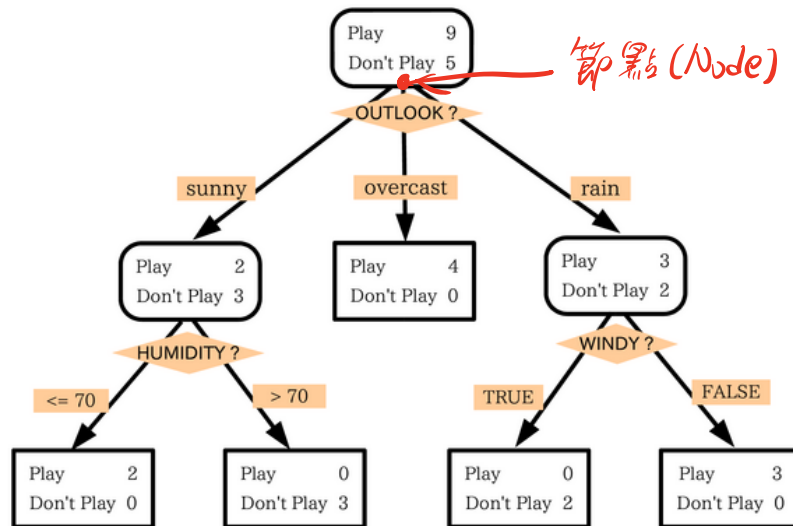 Play 9
Don't Play 5
節點(Node)
OUTLOOK ?
sunny
overcast
rain
Play 2
Don't Play 3
Play 4
Don't Play 0
Play 3
Don't Play 2
HUMIDITY ?
WINDY ?
<= 70
> 70
TRUE
FALSE
Play 2
Don't Play 0
Play 0
Don't Play 3
Play 0
Don't Play 2
Play 3
Don't Play 0